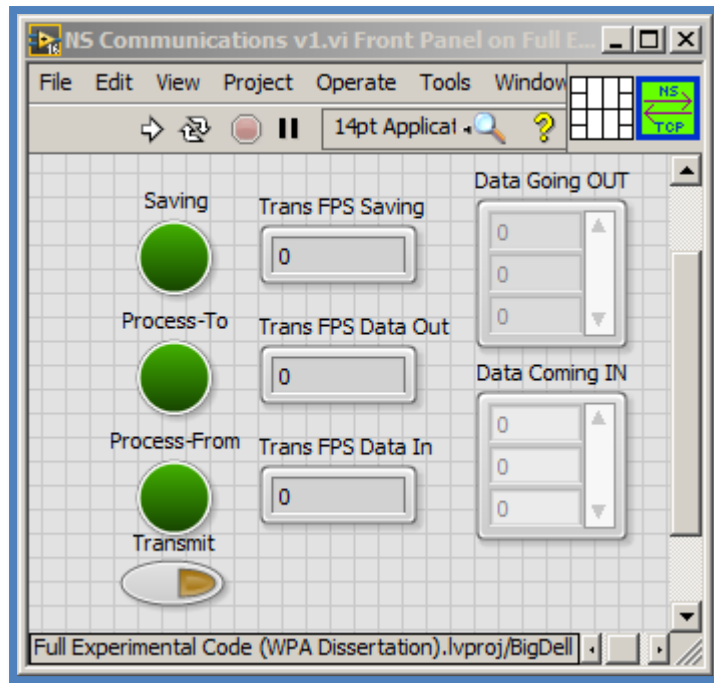 NS Communications v1.vi Front Panel on Full E...
File Edit View Project Operate Tools Window
14pt Applicat
NS
TCP
16
Data Going OUT
Saving
Trans FPS Saving
0
0
0
0
Process-To
Trans FPS Data Out
0
Data Coming IN
0
0
0
Process-From
Trans FPS Data In
0
Transmit
Full Experimental Code (WPA Dissertation).lvproj/BigDell